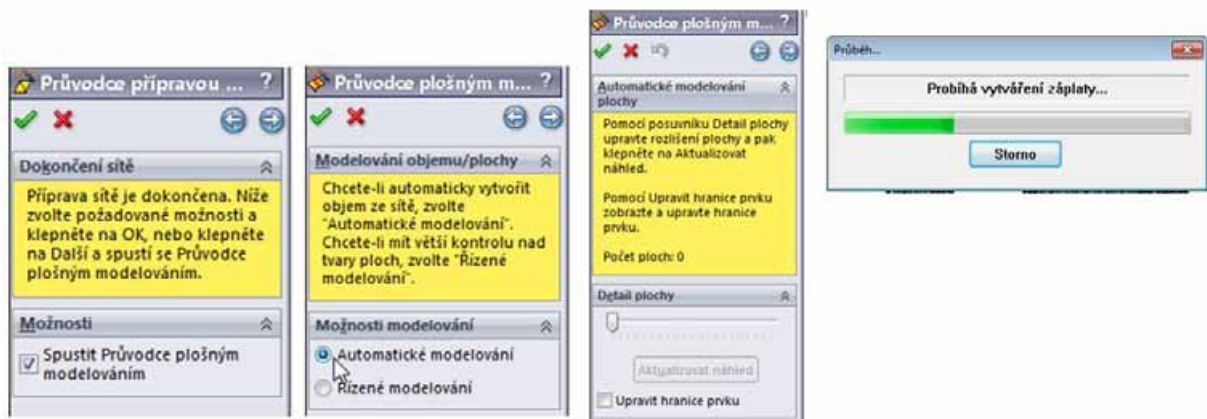 Průvodce přípravou ... ?
Dokončení sítě
Příprava sítě je dokončena. Níže
zvolte požadované možnosti a
klepněte na OK, nebo klepněte
na Další a spustí se Průvodce
plošným modelováním.
Možnosti
Spustit Průvodce plošným
modelováním
Průvodce plošným m... ?
Modelování objemu/plochy
Chcete-li automaticky vytvořit
objem ze sítě, zvolte
"Automatické modelování".
Chcete-li mít větší kontrolu nad
tvary ploch, zvolte "Řízené
modelování".
Možnosti modelování
Automatické modelování
Řízené modelování
Průvodce plošným m... ?
Automatické modelování
plochy
Pomocí posuvníku Detail plochy
upravte rozlišení plochy a pak
klepněte na Aktualizovat
náhled.
Pomocí Upravit hranice prvku
zobrazte a upravte hranice
prvku.
Počet ploch: 0
Detail plochy
Aktualizovat náhled
Upravit hranice prvku
Průběh...
Probíhá vytváření záplaty...
Storno